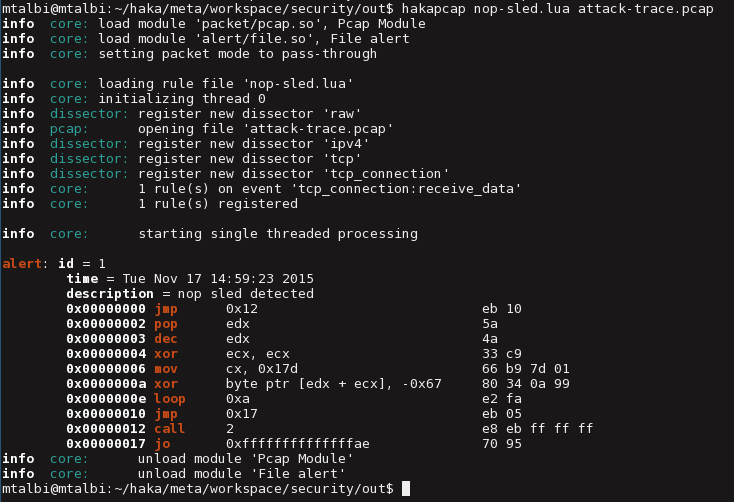 mtalbi@mtalbi:~/haka/meta/workspace/security/out$ hakapcap nop-sled.lua attack-trace.pcap
info  core: load module 'packet/pcap.so', Pcap Module
info  core: load module 'alert/file.so', File alert
info  core: setting packet mode to pass-through
info  core: loading rule file 'nop-sled.lua'
info  core: initializing thread 0
info  dissector: register new dissector 'raw'
info  pcap:      opening file 'attack-trace.pcap'
info  dissector: register new dissector 'ipv4'
info  dissector: register new dissector 'tcp'
info  dissector: register new dissector 'tcp_connection'
info  core:      1 rule(s) on event 'tcp_connection:receive_data'
info  core:      1 rule(s) registered
info  core:      starting single threaded processing
alert: id = 1
        time = Tue Nov 17 14:59:23 2015
        description = nop sled detected
        0x00000000 jmp      0x12                            eb 10
        0x00000002 pop      edx                             5a
        0x00000003 dec      edx                             4a
        0x00000004 xor      ecx, ecx                        33 c9
        0x00000006 mov      cx, 0x17d                       66 b9 7d 01
        0x0000000a xor      byte ptr [edx + ecx], -0x67     80 34 0a 99
        0x0000000e loop     0xa                             e2 fa
        0x00000010 jmp      0x17                            eb 05
        0x00000012 call     2                               e8 eb ff ff ff
        0x00000017 jo       0xffffffffffffffae              70 95
info  core:      unload module 'Pcap Module'
info  core:      unload module 'File alert'
mtalbi@mtalbi:~/haka/meta/workspace/security/out$